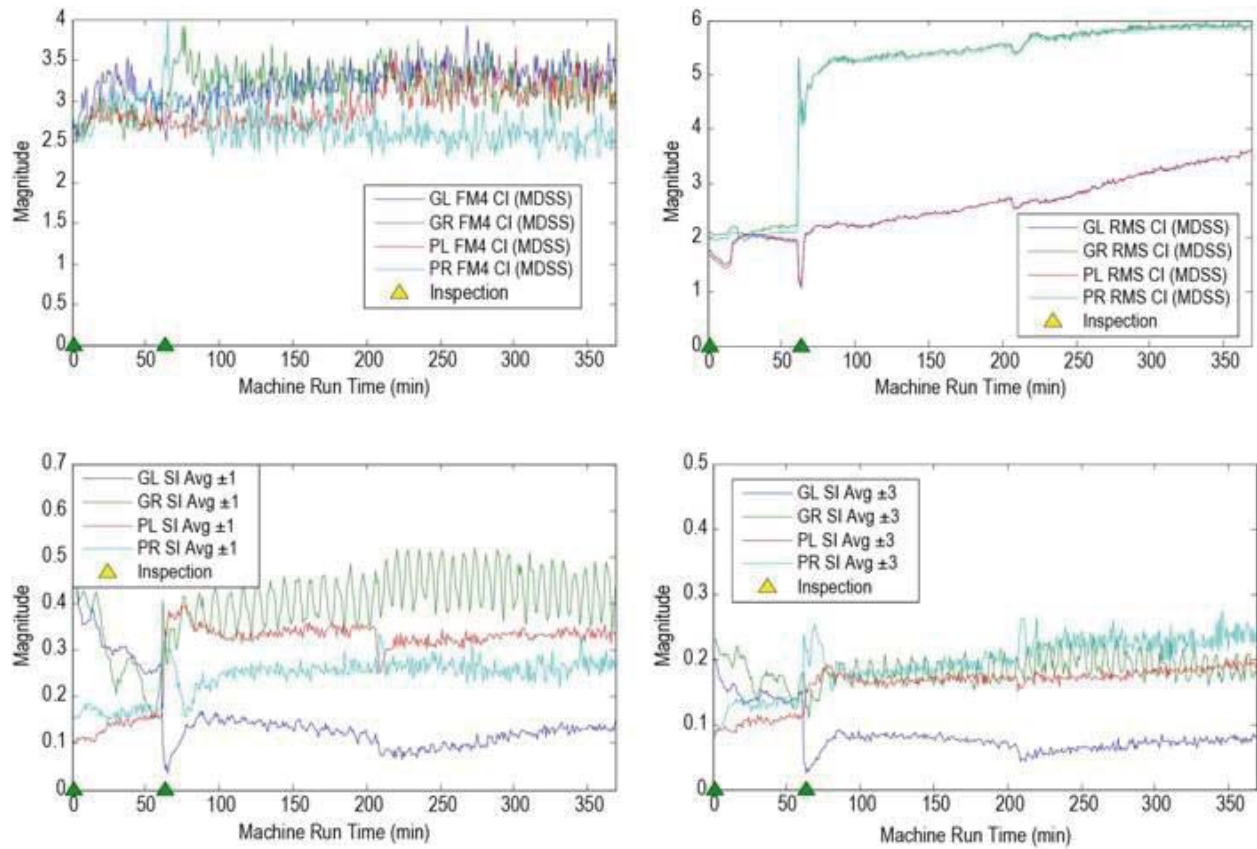 4
3.5
3
2.5
2
1.5
1
0.5
0
Magnitude
GL FM4 CI (MDSS)
GR FM4 CI (MDSS)
PL FM4 CI (MDSS)
PR FM4 CI (MDSS)
Inspection
0 50 100 150 200 250 300 350
Machine Run Time (min)
6
5
4
3
2
1
0
Magnitude
GL RMS CI (MDSS)
GR RMS CI (MDSS)
PL RMS CI (MDSS)
PR RMS CI (MDSS)
Inspection
0 50 100 150 200 250 300 350
Machine Run Time (min)
0.7
0.6
0.5
0.4
0.3
0.2
0.1
0
Magnitude
GL SI Avg ±1
GR SI Avg ±1
PL SI Avg ±1
PR SI Avg ±1
Inspection
0 50 100 150 200 250 300 350
Machine Run Time (min)
0.5
0.4
0.3
0.2
0.1
0
Magnitude
GL SI Avg ±3
GR SI Avg ±3
PL SI Avg ±3
PR SI Avg ±3
Inspection
0 50 100 150 200 250 300 350
Machine Run Time (min)